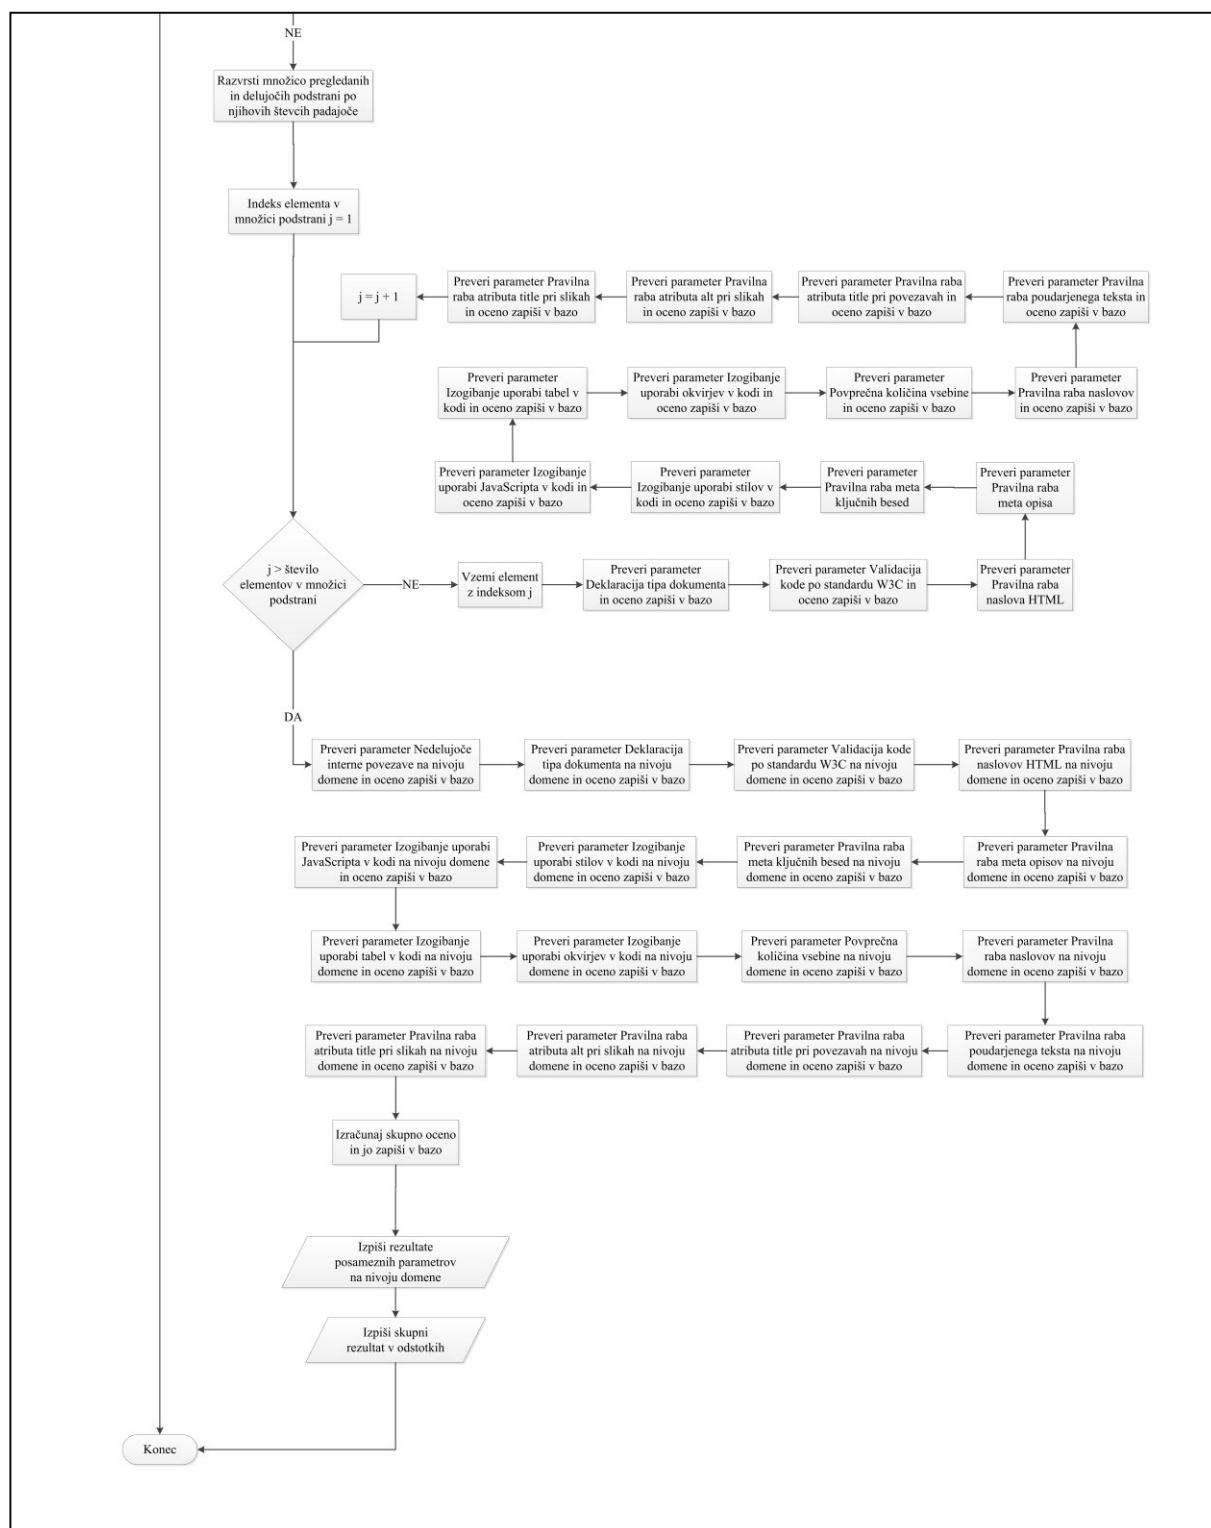 NE
Razvrsti množico pregledanih
in delujočih podstrani po
njihovih števcih padajoče
Indeks elementa v
množici podstrani j = 1
j = j + 1
Preveri parameter Pravilna
raba atributa title pri slikah
in oceno zapiši v bazo
Preveri parameter Pravilna
raba atributa alt pri slikah
in oceno zapiši v bazo
Preveri parameter Pravilna raba
atributa title pri povezavah in
oceno zapiši v bazo
Preveri parameter Pravilna
raba poudarjenega teksta in
oceno zapiši v bazo
Preveri parameter
Izogibanje uporabi tabel v
kodi in oceno zapiši v bazo
Preveri parameter Izogibanje
uporabi okvirjev v kodi in
oceno zapiši v bazo
Preveri parameter
Povprečna količina vsebine
in oceno zapiši v bazo
Preveri parameter
Pravilna raba naslovov
in oceno zapiši v bazo
Preveri parameter Izogibanje
uporabi JavaScripta v kodi in
oceno zapiši v bazo
Preveri parameter
Izogibanje uporabi stilov v
kodi in oceno zapiši v bazo
Preveri parameter
Pravilna raba meta
ključnih besed
Preveri parameter
Pravilna raba
meta opisa
j > število
elementov v množici
podstrani
NE
Vzemi element
z indeksom j
Preveri parameter
Deklaracija tipa dokumenta
in oceno zapiši v bazo
Preveri parameter Validacija
kode po standardu W3C in
oceno zapiši v bazo
Preveri parameter
Pravilna raba
naslova HTML
DA
Preveri parameter Nedelujoče
interne povezave na nivoju
domene in oceno zapiši v bazo
Preveri parameter Deklaracija
tipa dokumenta na nivoju
domene in oceno zapiši v bazo
Preveri parameter Validacija kode
po standardu W3C na nivoju
domene in oceno zapiši v bazo
Preveri parameter Pravilna raba
naslovov HTML na nivoju
domene in oceno zapiši v bazo
Preveri parameter Izogibanje uporabi
JavaScripta v kodi na nivoju domene
in oceno zapiši v bazo
Preveri parameter Izogibanje
uporabi stilov v kodi na nivoju
domene in oceno zapiši v bazo
Preveri parameter Pravilna raba
meta ključnih besed na nivoju
domene in oceno zapiši v bazo
Preveri parameter Pravilna
raba meta opisov na nivoju
domene in oceno zapiši v bazo
Preveri parameter Izogibanje
uporabi tabel v kodi na nivoju
domene in oceno zapiši v bazo
Preveri parameter Izogibanje
uporabi okvirjev v kodi na nivoju
domene in oceno zapiši v bazo
Preveri parameter Povprečna
količina vsebine na nivoju
domene in oceno zapiši v bazo
Preveri parameter Pravilna
raba naslovov na nivoju
domene in oceno zapiši v bazo
Preveri parameter Pravilna raba
atributa title pri slikah na nivoju
domene in oceno zapiši v bazo
Preveri parameter Pravilna raba
atributa alt pri slikah na nivoju
domene in oceno zapiši v bazo
Preveri parameter Pravilna raba
atributa title pri povezavah na nivoju
domene in oceno zapiši v bazo
Preveri parameter Pravilna raba
poudarjenega teksta na nivoju
domene in oceno zapiši v bazo
Izračunaj skupno oceno
in jo zapiši v bazo
Izpiši rezultate
posameznih parametrov
na nivoju domene
Izpiši skupni
rezultat v odstotkih
Konec